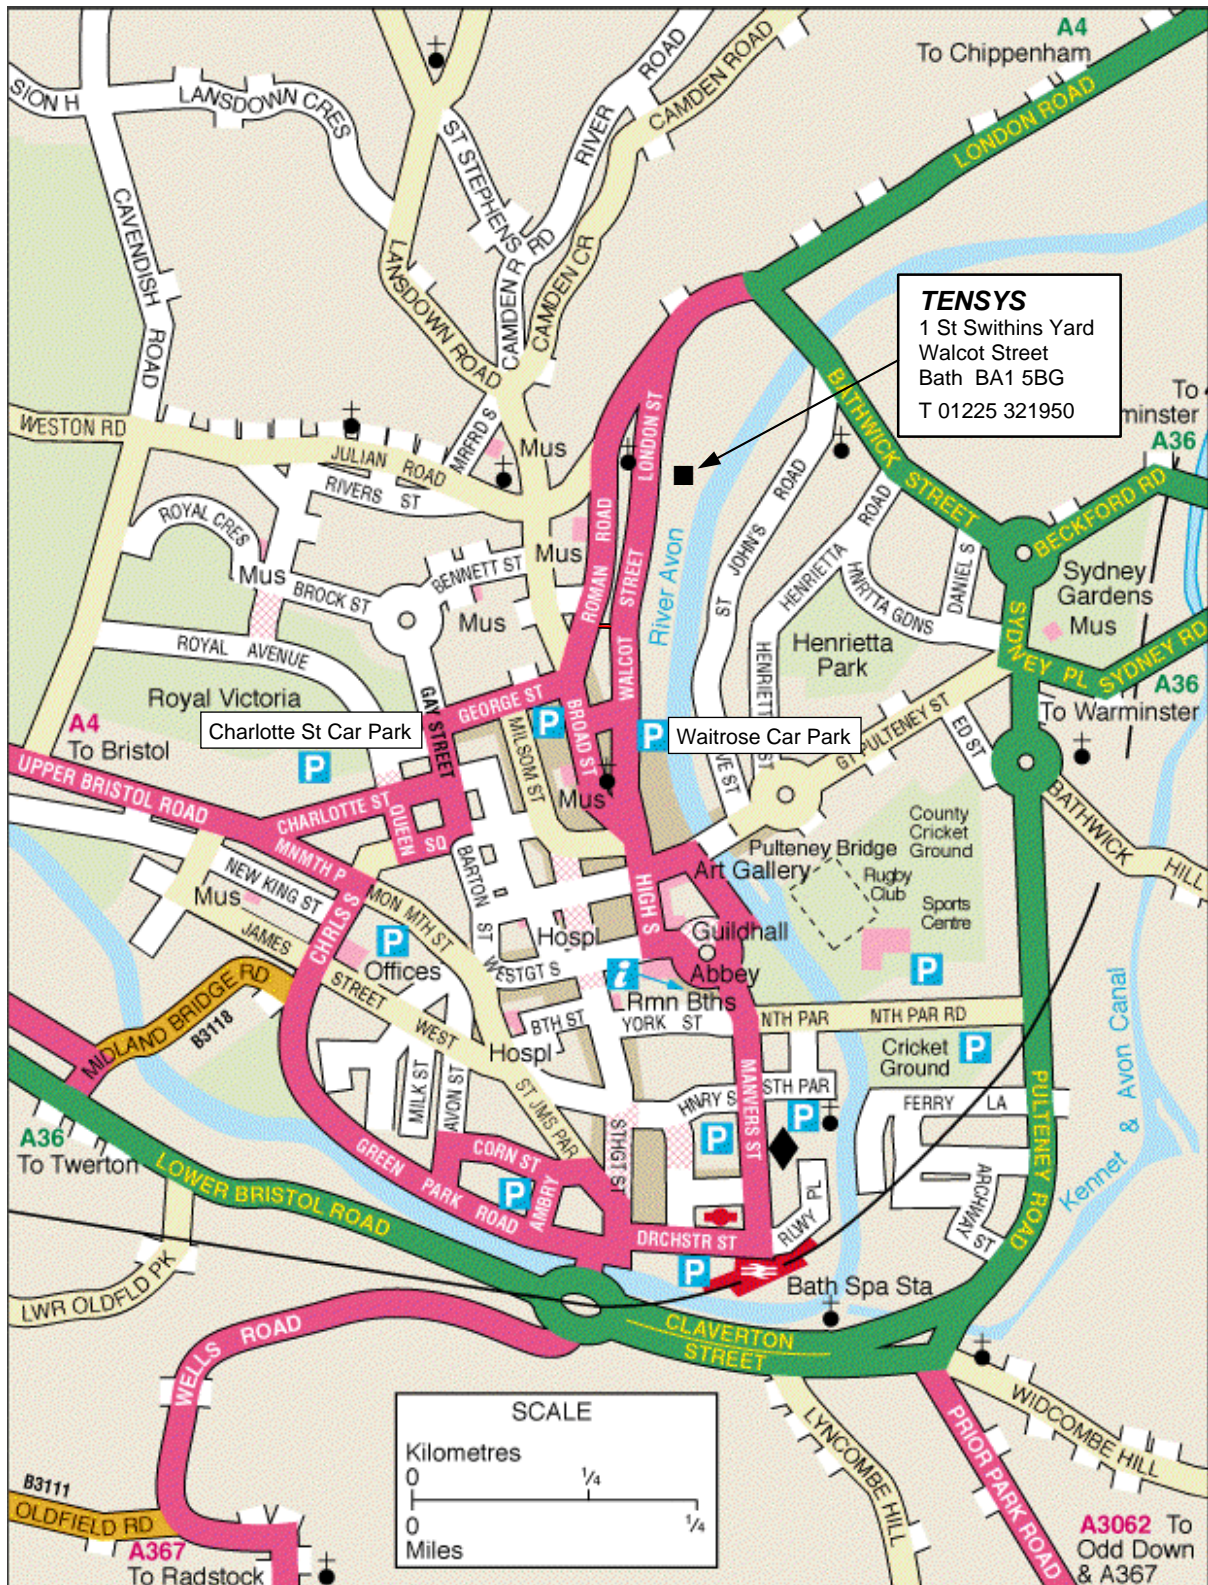 A4
To Chippenham
SION H
LANSDOWN CRES
ST STEPHENS RD
RIVER ROAD
CAMDEN ROAD
LONDON ROAD
CAVENDISH ROAD
LANSDOWN ROAD
CAMDEN R
CAMDEN CR
TENSYS
1 St Swithins Yard
Walcot Street
Bath BA1 5BG
T 01225 321950
To
minster
A36
WESTON RD
JULIAN ROAD
MRFRD S
Mus
RIVERS ST
ROYAL CRES
LONDON ST
BATHWICK STREET
BECKFORD RD
ROMAN ROAD
Mus
BENNETT ST
Mus
BROCK ST
Mus
WALCOT STREET
River Avon
ST JOHN'S ROAD
HENRIETTA ROAD
HNRTTA GDNS
DANIEL S
Sydney
Gardens
Mus
SYDNEY PL
SYDNEY RD
A36
To Warminster
ROYAL AVENUE
Royal Victoria
GAY STREET
GEORGE ST
Henrietta
Park
HENRIETT
ST
A4
To Bristol
Charlotte St Car Park
P
MILSOM ST
BROAD ST
P
Waitrose Car Park
GT PULTENEY ST
ED ST
P
UPPER BRISTOL ROAD
CHARLOTTE ST
QUEEN SQ
Mus
VE ST
BATHWICK HILL
MNMTH P
NEW KING ST
Mus
JAMES STREET WEST
CHRLS S
MON MTH ST
BARTON ST
HIGH S
Pulteney Bridge
Art Gallery
County
Cricket
Ground
Rugby
Club
Sports
Centre
P
Offices
Hospl
WESTGT S
Guildhall
Abbey
i
Rmn Bths
P
MIDLAND BRIDGE RD
B3118
BTH ST
YORK ST
NTH PAR
NTH PAR RD
Hospl
Cricket
Ground
P
MILK ST
AVON ST
ST JMS PAR
HNRY S
STH PAR
MANVERS ST
P
P
FERRY LA
Kennet & Avon Canal
A36
To Twerton
GREEN PARK ROAD
CORN ST
AMBRY
P
STHGT ST
ARCHWAY ST
PULTENEY ROAD
LOWER BRISTOL ROAD
DRCHSTR ST
RLWY PL
P
Bath Spa Sta
LWR OLDFLD PK
WELLS ROAD
CLAVERTON
STREET
SCALE
Kilometres
0
1/4
0
1/4
Miles
LYNCOMBE HILL
WIDCOMBE HILL
PRIOR PARK ROAD
B3111
OLDFIELD RD
A367
To Radstock
A3062 To
Odd Down
& A367